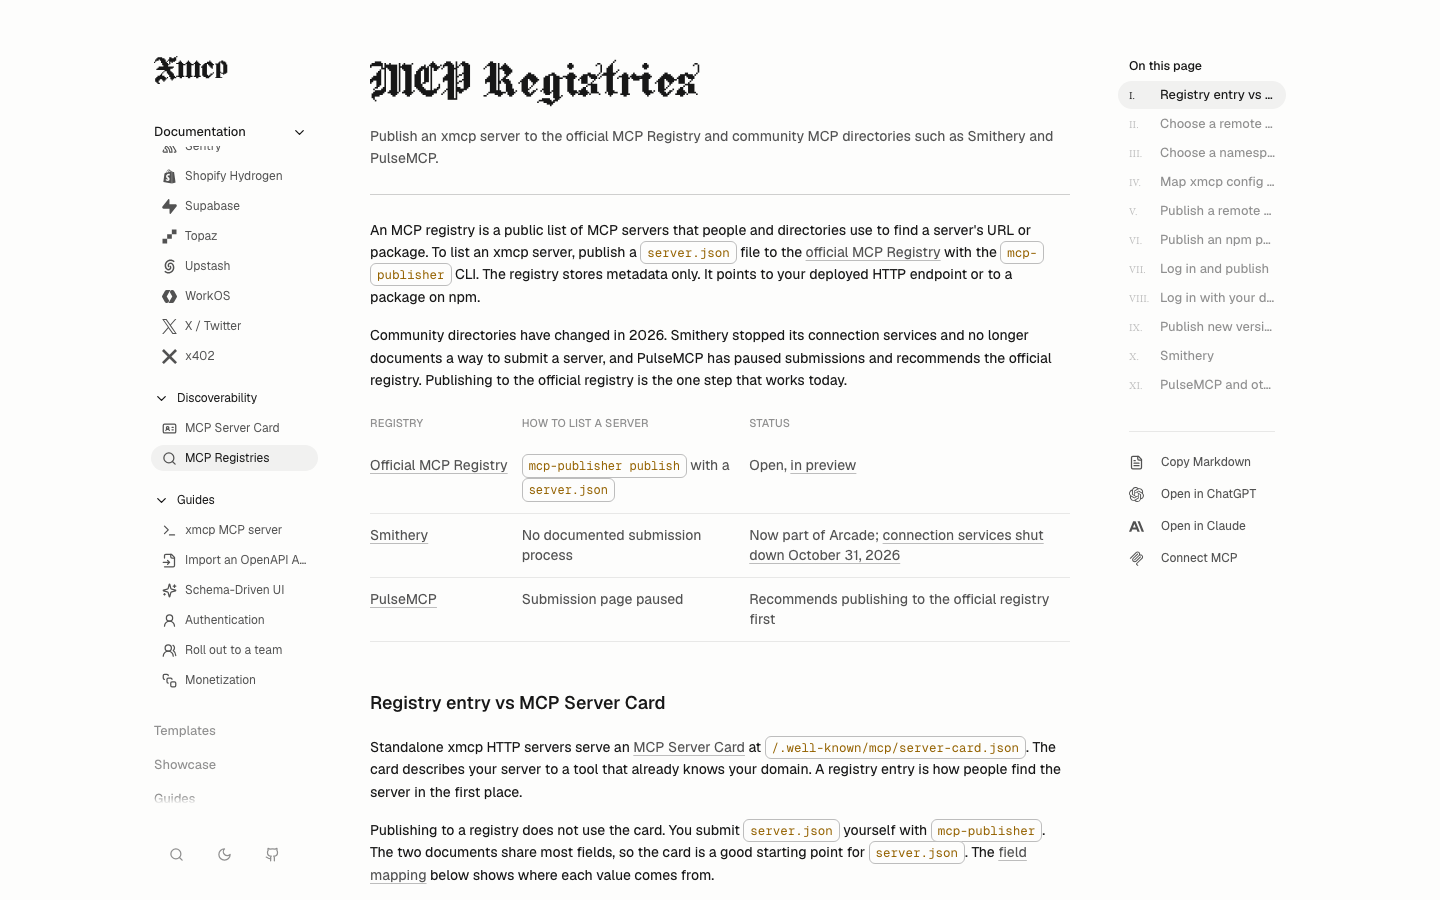 Xmcp
Documentation
Sentry
Shopify Hydrogen
Supabase
Topaz
Upstash
WorkOS
X / Twitter
x402
Discoverability
MCP Server Card
MCP Registries
Guides
xmcp MCP server
Import an OpenAPI A...
Schema-Driven UI
Authentication
Roll out to a team
Monetization
Templates
Showcase
Guides
MCP Registries
Publish an xmcp server to the official MCP Registry and community MCP directories such as Smithery and
PulseMCP.
An MCP registry is a public list of MCP servers that people and directories use to find a server's URL or
package. To list an xmcp server, publish a server.json file to the official MCP Registry with the mcp-
publisher CLI. The registry stores metadata only. It points to your deployed HTTP endpoint or to a
package on npm.
Community directories have changed in 2026. Smithery stopped its connection services and no longer
documents a way to submit a server, and PulseMCP has paused submissions and recommends the official
registry. Publishing to the official registry is the one step that works today.
REGISTRY HOW TO LIST A SERVER STATUS
Official MCP Registry mcp-publisher publish with a Open, in preview
server.json
Smithery No documented submission Now part of Arcade; connection services shut
process down October 31, 2026
PulseMCP Submission page paused Recommends publishing to the official registry
first
Registry entry vs MCP Server Card
Standalone xmcp HTTP servers serve an MCP Server Card at /.well-known/mcp/server-card.json. The
card describes your server to a tool that already knows your domain. A registry entry is how people find the
server in the first place.
Publishing to a registry does not use the card. You submit server.json yourself with mcp-publisher.
The two documents share most fields, so the card is a good starting point for server.json. The field
mapping below shows where each value comes from.
On this page
I. Registry entry vs ...
II. Choose a remote ...
III. Choose a namesp...
IV. Map xmcp config ...
V. Publish a remote ...
VI. Publish an npm p...
VII. Log in and publish
VIII. Log in with your d...
IX. Publish new versi...
X. Smithery
XI. PulseMCP and ot...
Copy Markdown
Open in ChatGPT
Open in Claude
Connect MCP